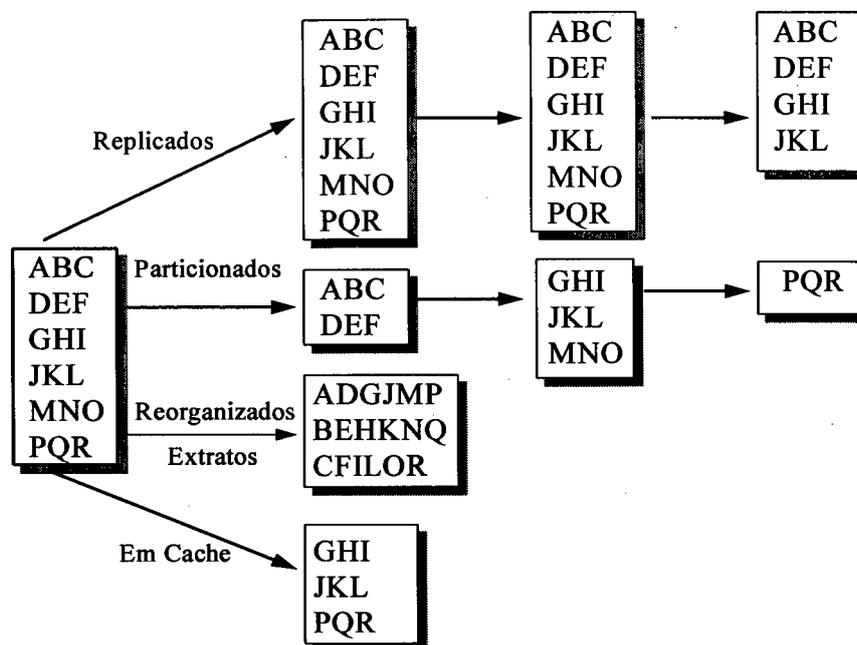 ABC
DEF
GHI
JKL
MNO
PQR
Replicados
ABC
DEF
GHI
JKL
MNO
PQR
ABC
DEF
GHI
JKL
MNO
PQR
ABC
DEF
GHI
JKL
Particionados
ABC
DEF
GHI
JKL
MNO
PQR
Reorganizados
Extratos
ADGJMP
BEHKNQ
CFILOR
Em Cache
GHI
JKL
PQR